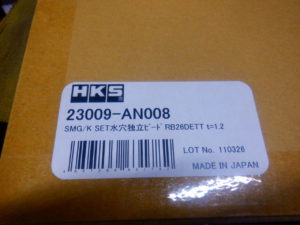 HKS
23009-AN008
SMG/K SET水穴独立ビード RB26DETT t=1.2
LOT No. 110326
MADE IN JAPAN